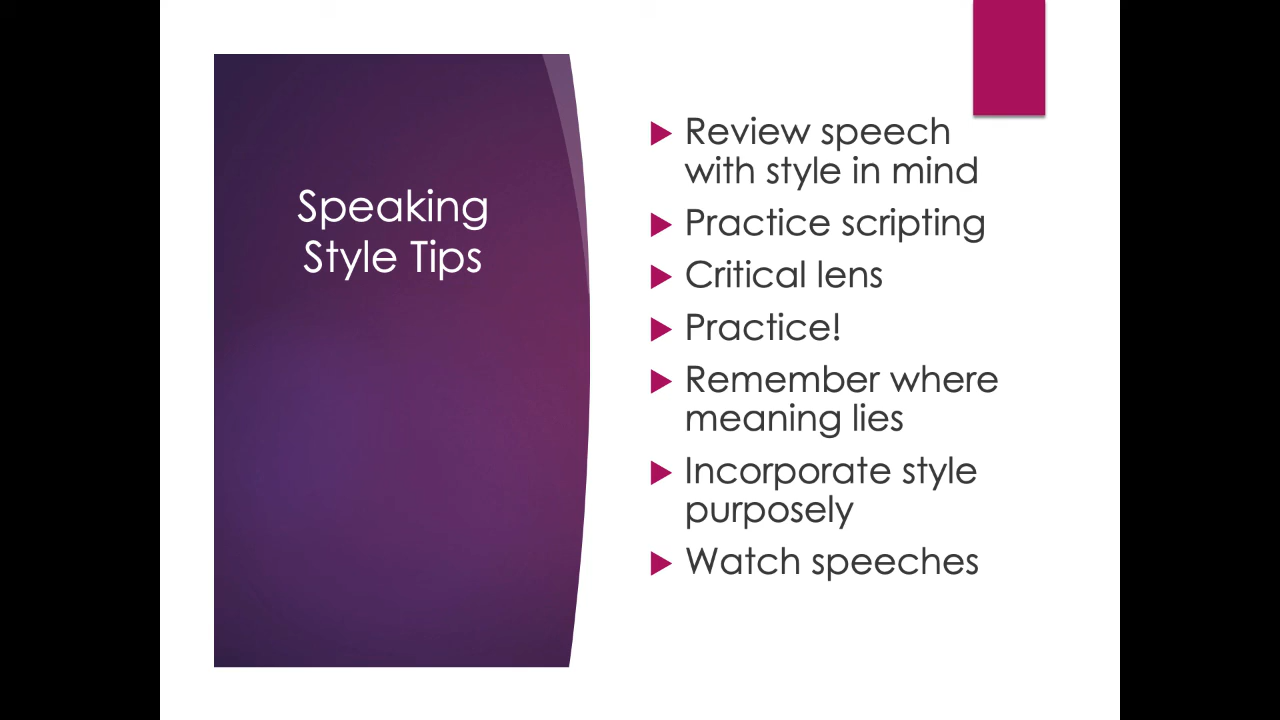 Speaking
Style Tips
Review speech
with style in mind
Practice scripting
Critical lens
Practice!
Remember where
meaning lies
Incorporate style
purposely
Watch speeches